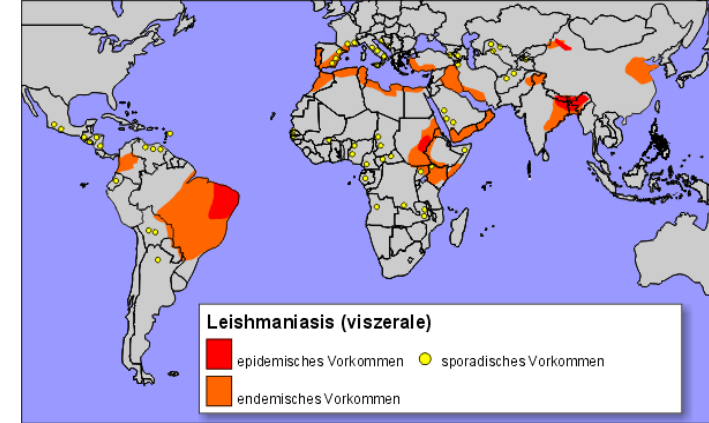 Leishmaniasis (viszerale)
epidemisches Vorkommen
sporadisches Vorkommen
endemisches Vorkommen